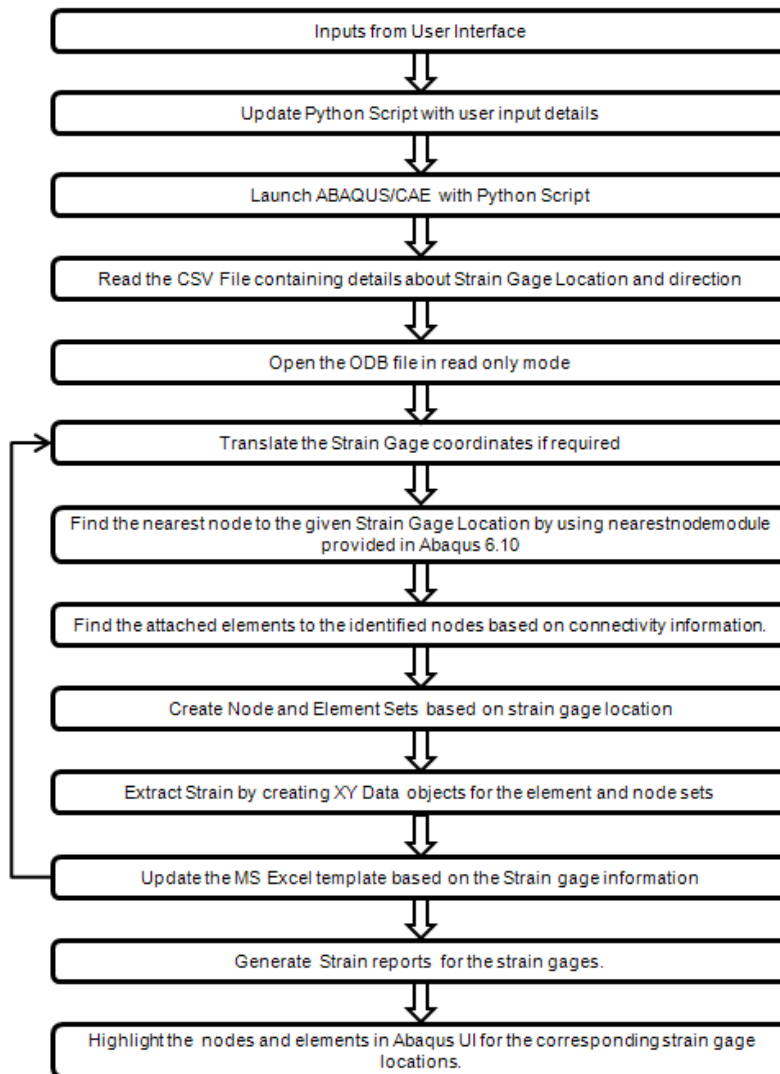 Inputs from User Interface
Update Python Script with user input details
Launch ABAQUS/CAE with Python Script
Read the CSV File containing details about Strain Gage Location and direction
Open the ODB file in read only mode
Translate the Strain Gage coordinates if required
Find the nearest node to the given Strain Gage Location by using nearestnodemodule
provided in Abaqus 6.10
Find the attached elements to the identified nodes based on connectivity information.
Create Node and Element Sets based on strain gage location
Extract Strain by creating XY Data objects for the element and node sets
Update the MS Excel template based on the Strain gage information
Generate Strain reports for the strain gages.
Highlight the nodes and elements in Abaqus UI for the corresponding strain gage
locations.